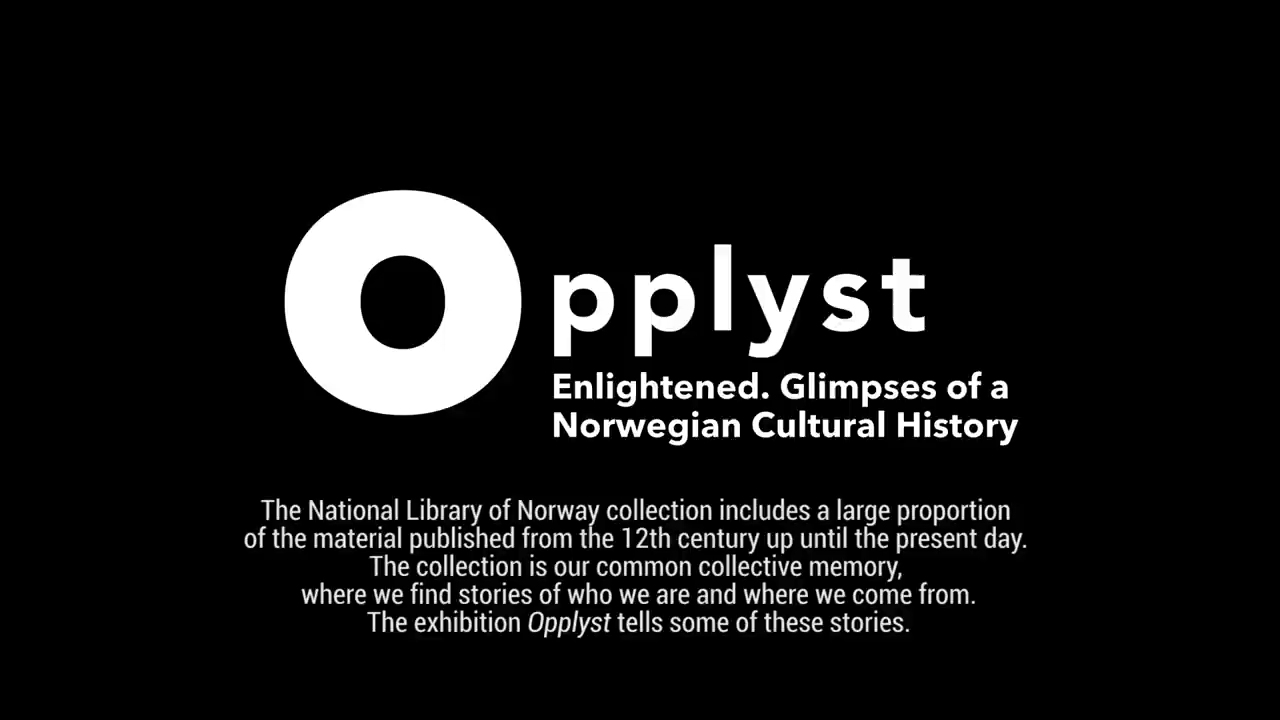 Opplyst
Enlightened. Glimpses of a
Norwegian Cultural History
The National Library of Norway collection includes a large proportion
of the material published from the 12th century up until the present day.
The collection is our common collective memory,
where we find stories of who we are and where we come from.
The exhibition Opplyst tells some of these stories.